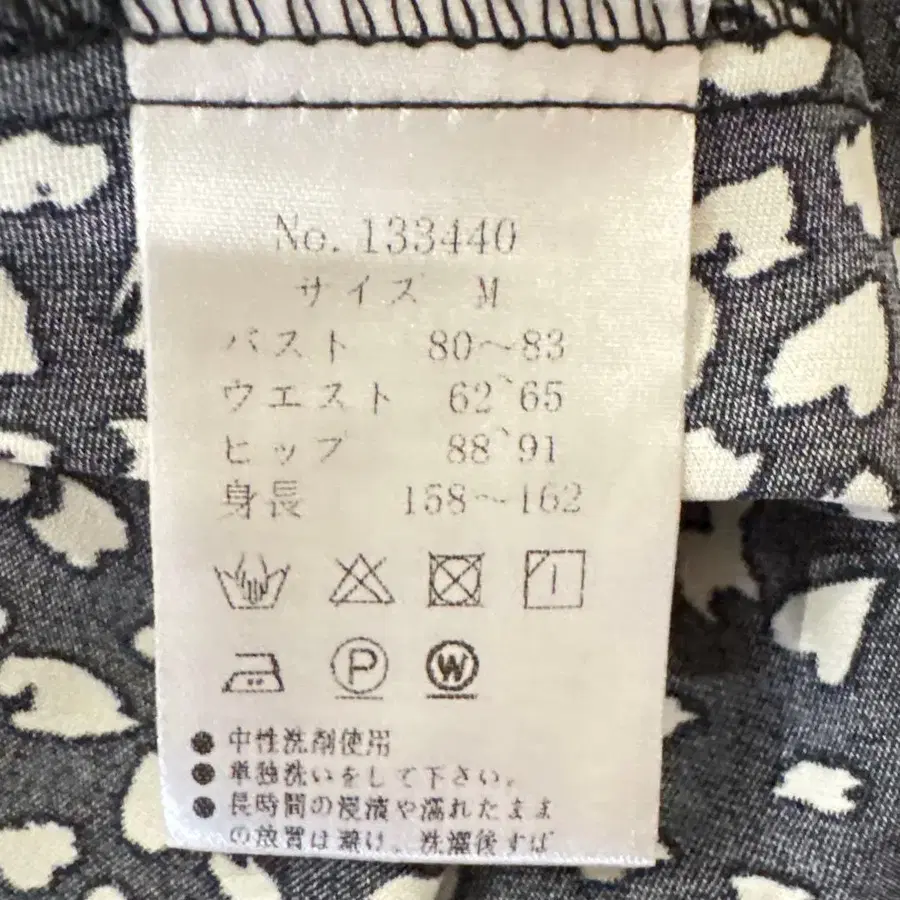 No. 133440
サイズ M
バスト 80～83
ウエスト 62~65
ヒップ 88~91
身長 158～162
P W
● 中性洗剤使用
● 単独洗いをして下さい。
● 長時間の浸液や濡れたまま
の放置は避け、洗濯後すば